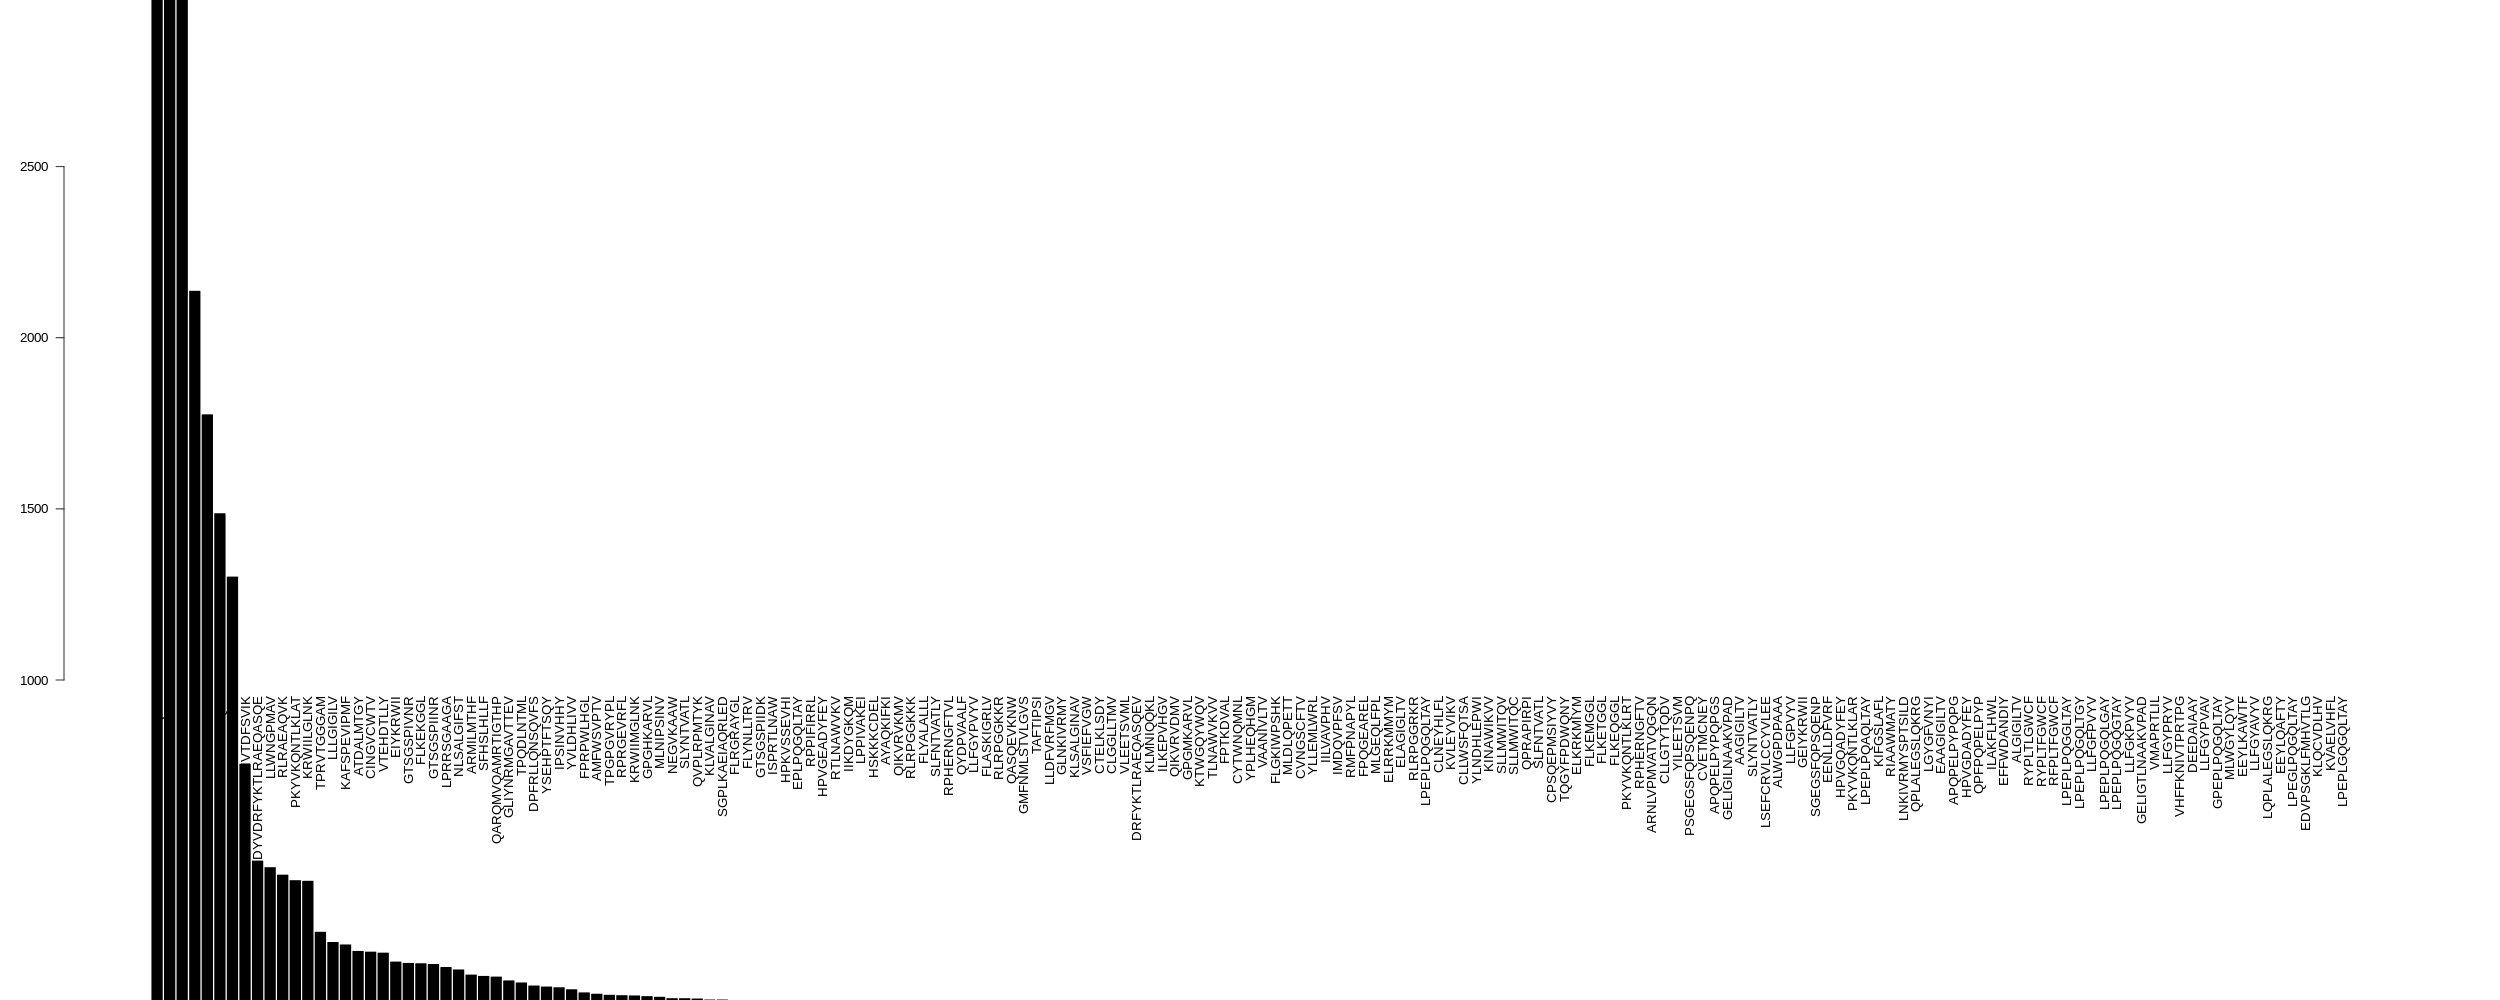 2500
2000
1500
1000
VTDFSVIK
DYVDRFYKTLRAEQASQE
LLWNGPMAV
RLRAEAQVK
PKYVKQNTLKLAT
KRWIILGLNK
TPRVTGGGAM
LLLGIGILV
KAFSPEVIPMF
ATDALMTGY
CINGVCWTV
VTEHDTLLY
EIYKRWII
GTSGSPIVNR
FLKEKGGL
GTSGSPIINR
LPRRSGAAGA
NLSALGIFST
ARMILMTHF
SFHSLHLLF
QARQMVQAMRTIGTHP
GLIYNRMGAVTTEV
TPQDLNTML
DPFRLLQNSQVFS
YSEHPTFTSQY
IPSINVHHY
YVLDHLIVV
FPRPWLHGL
AMFWSVPTV
TPGPGVRYPL
RPRGEVRFL
KRWIIMGLNK
GPGHKARVL
MLNIPSINV
NEGVKAAW
SLYNTVATL
QVPLRPMTYK
KLVALGINAV
SGPLKAEIAQRLED
FLRGRAYGL
FLYNLLTRV
GTSGSPIIDK
ISPRTLNAW
HPKVSSEVHI
EPLPQGQLTAY
RPPIFIRRL
HPVGEADYFEY
RTLNAWVKV
IIKDYGKQM
LPPIVAKEI
HSKKKCDEL
AYAQKIFKI
QIKVRVKMV
RLRPGGKKK
FLYALALLL
SLFNTVATLY
RPHERNGFTVL
QYDPVAALF
LLFGYPVYV
FLASKIGRLV
RLRPGGKKR
QASQEVKNW
GMFNMLSTVLGVS
TAFTIPSI
LLDFVRFMGV
GLNKIVRMY
KLSALGINAV
VSFIEFVGW
CTELKLSDY
CLGGLLTMV
VLEETSVML
DRFYKTLRAEQASQEV
KLMNIQQKL
ILKEPVHGV
QIKVRVDMV
GPGMKARVL
KTWGQYWQV
TLNAWVKVV
FPTKDVAL
CYTWNQMNL
YPLHEQHGM
VAANIVLTV
FLGKIWPSHK
MADLQPETT
CVNGSCFTV
YLLEMLWRL
IILVAVPHV
IMDQVPFSV
RMFPNAPYL
FPQGEAREL
MLGEQLFPL
ELRRKMMYM
ELAGIGILTV
RLRPGGKKR
LPEPLPQGQLTAY
CLNEYHLFL
KVLEYVIKV
CLLWSFQTSA
YLNDHLEPWI
KINAWIKVV
SLLMWITQV
SLLMWITQC
QPRAPIRPI
SLFNTVATL
CPSQEPMSIYVY
TQGYFPDWQNY
ELKRKMIYM
FLKEMGGL
FLKETGGL
FLKEQGGL
PKYVKQNTLKLRT
RPHERNGFTV
ARNLVPMVATVQGQN
CLLGTYTQDV
YILEETSVM
PSGEGSFQPSQENPQ
CVETMCNEY
APQPELPYPQPGS
GELIGILNAAKVPAD
AAGIGILTV
SLYNTVATLY
LSEFCRVLCCYVLEE
ALWGPDPAAA
LLFGPVYV
GEIYKRWII
SGEGSFQPSQENP
EENLLDFVRF
HPVGQADYFEY
PKYVKQNTLKLAR
LPEPLPQAQLTAY
KIFGSLAFL
RIAAWMATY
LNKIVRMYSPTSILD
QPLALEGSLQKRG
LGYGFVNYI
EAAGIGILTV
APQPELPYPQPG
HPVGDADYFEY
QPFPQPELPYP
ILAKFLHWL
EFFWDANDIY
ALGIGILTV
RYPLTLGWCF
RYPLTFGWCF
RFPLTFGWCF
LPEPLPQGGLTAY
LPEPLPQGQLTGY
LLFGFPVYV
LPEPLPQGQLGAY
LPEPLPQGQGTAY
LLFGKPVYV
GELIGTLNAAKVPAD
VMAPRTLIL
LLFGYPRYV
VHFFKNIVTPRTPG
DEEDAIAAY
LLFGYPVAV
GPEPLPQGQLTAY
MLWGYLQYV
EEYLKAWTF
LLFGYAVYV
LQPLALEGSLQKRG
EEYLQAFTY
LPEGLPQGQLTAY
EDVPSGKLFMHVTLG
KLQCVDLHV
KVAELVHFL
LPEPLGQGQLTAY